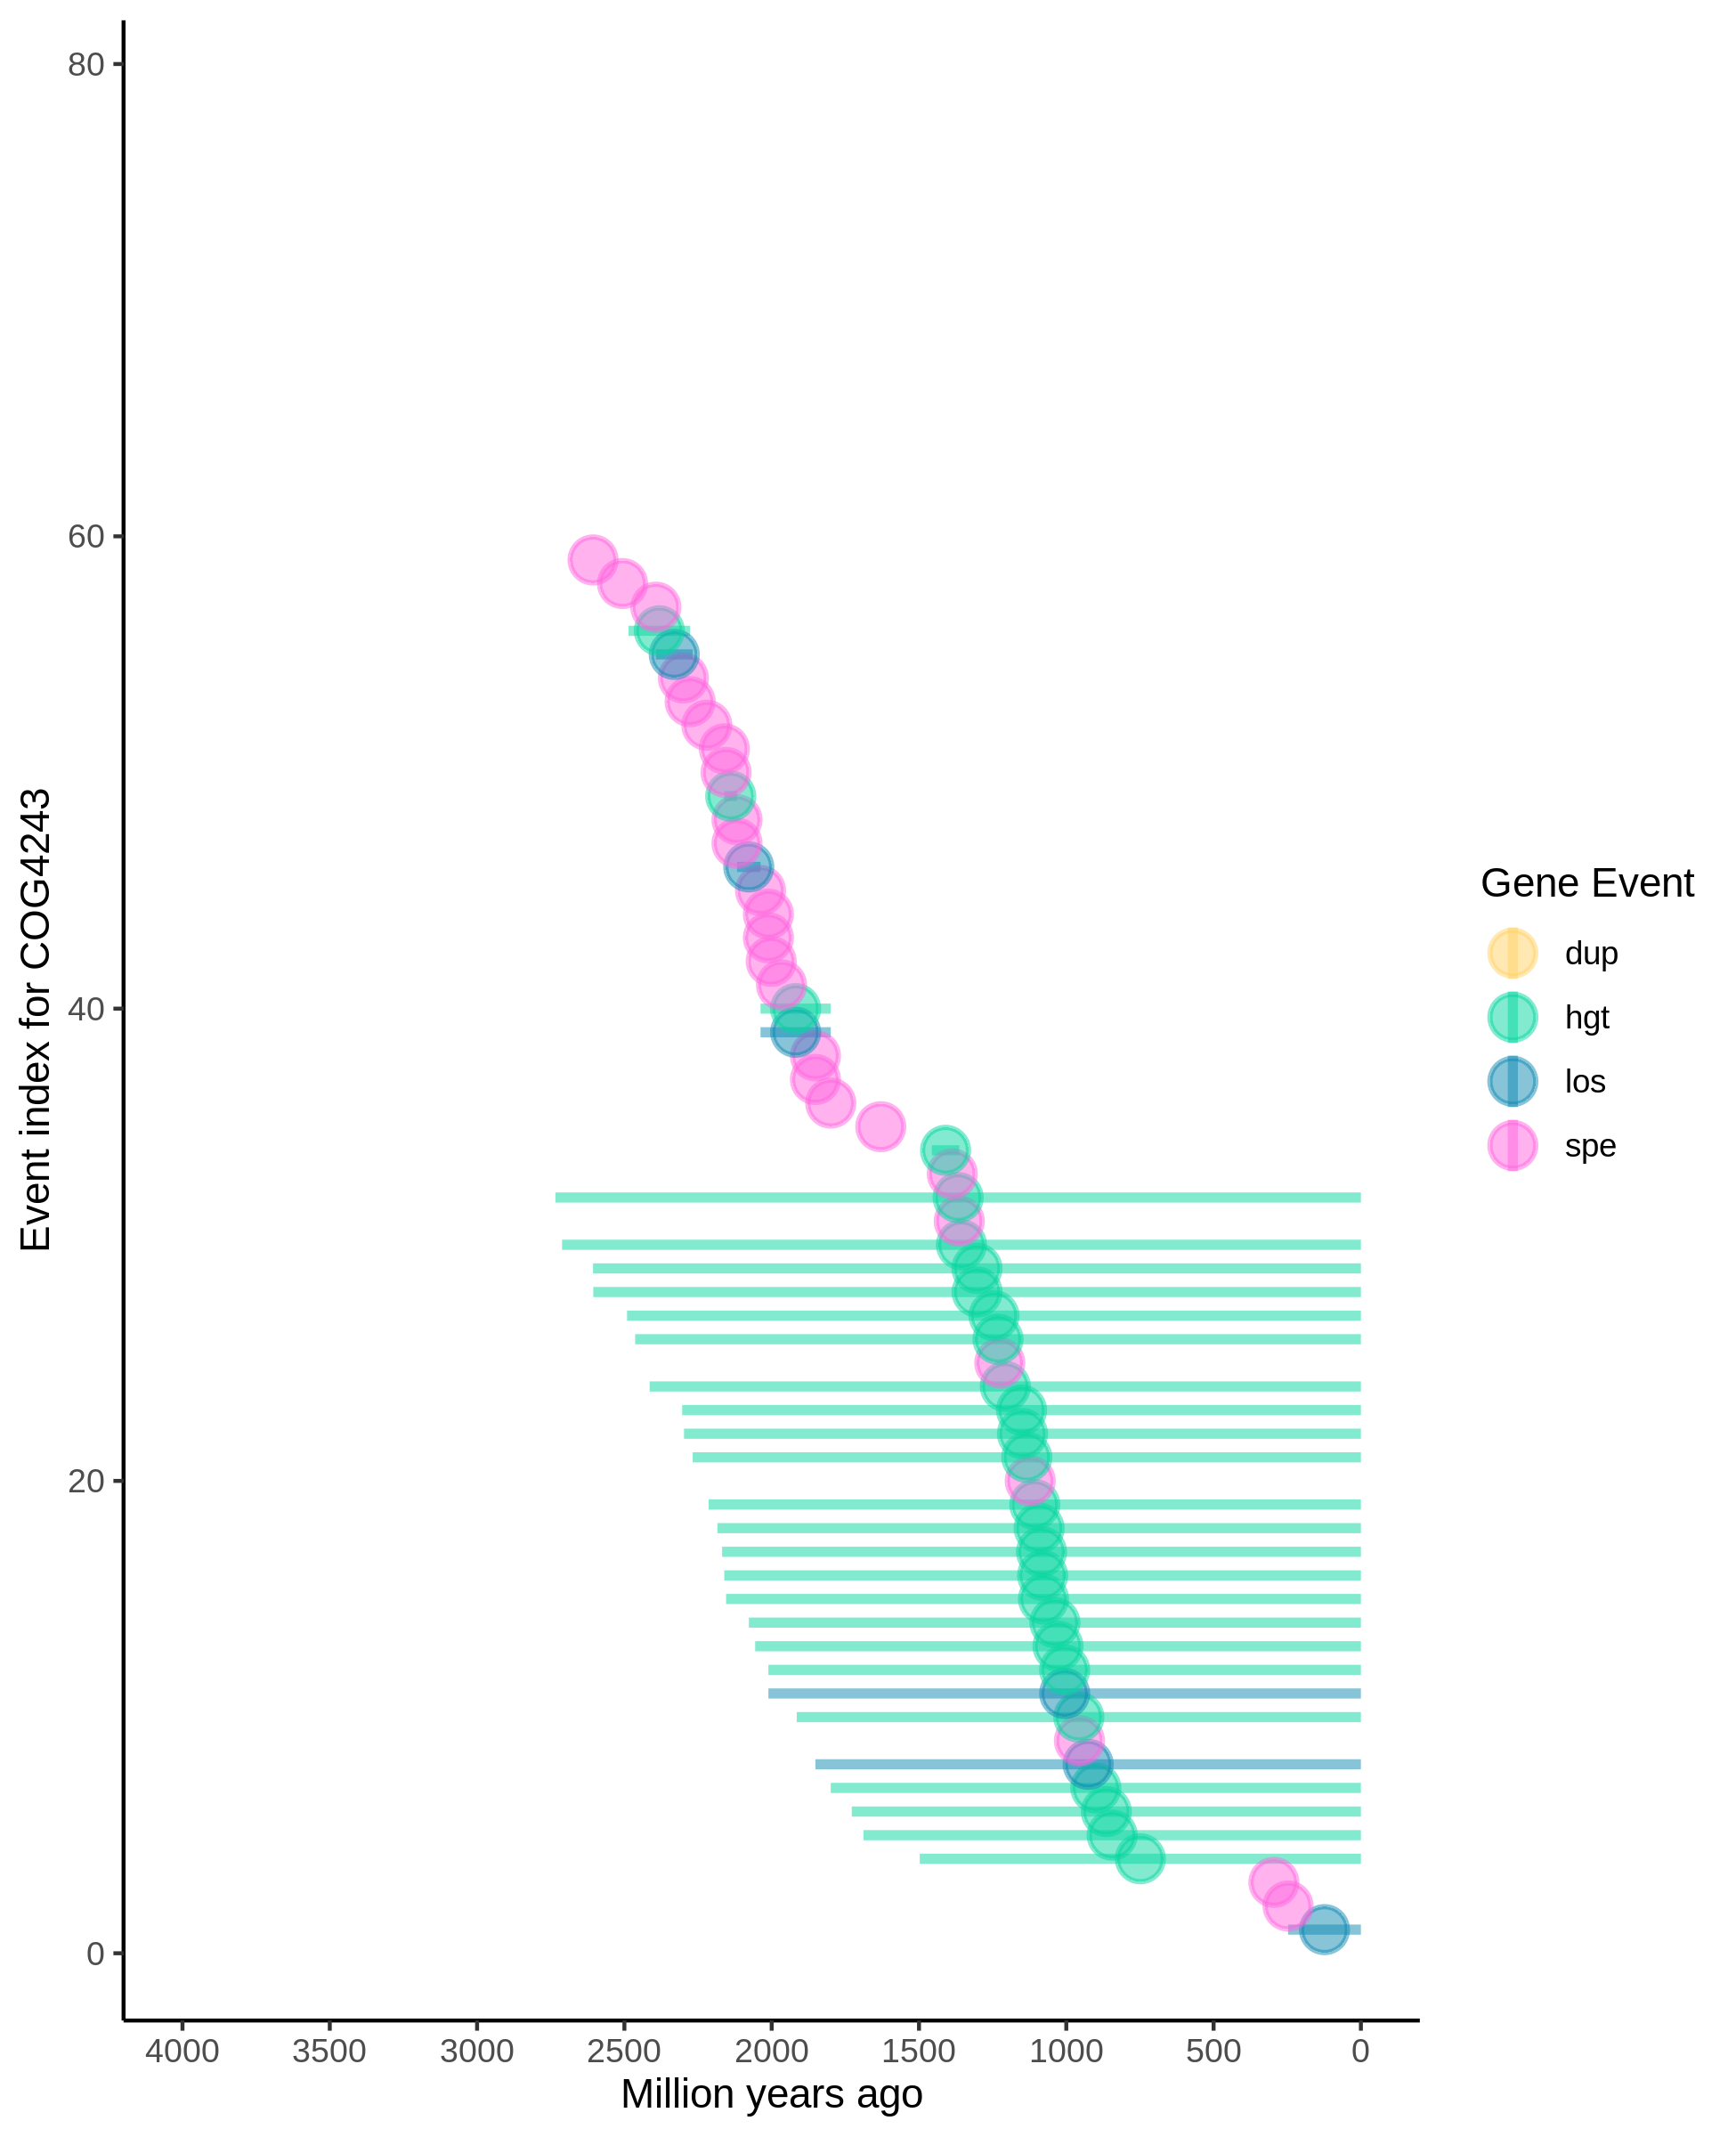 80
60
40
20
0
Event index for COG4243
4000 3500 3000 2500 2000 1500 1000 500 0
Million years ago
Gene Event
dup
hgt
los
spe